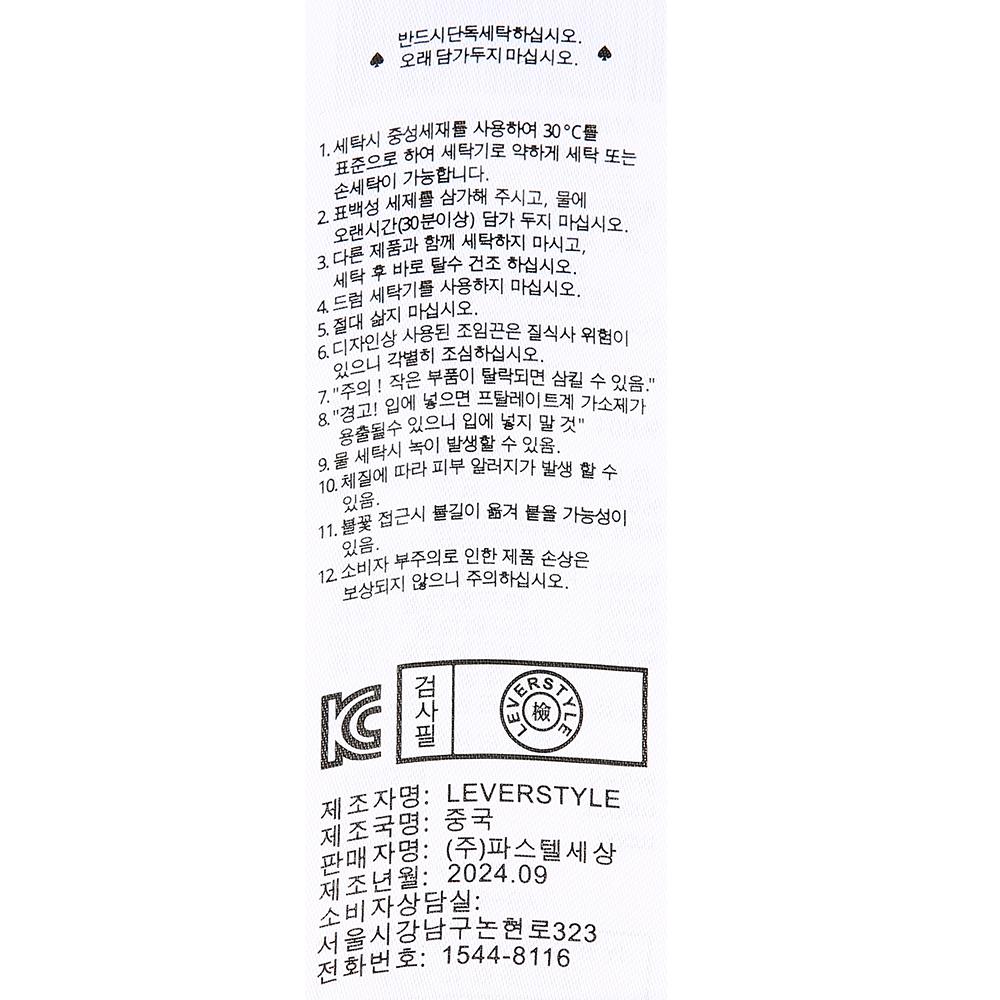 반드시단독세탁하십시오.
♠ 오래 담가두지 마십시오. ♠
1. 세탁시 중성세재를 사용하여 30°C를
표준으로 하여 세탁기로 약하게 세탁 또는
손세탁이 가능합니다.
2. 표백성 세제를 삼가해 주시고, 물에
오랜시간(30분이상) 담가 두지 마십시오.
3. 다른 제품과 함께 세탁하지 마시고,
세탁 후 바로 탈수 건조 하십시오.
4. 드럼 세탁기를 사용하지 마십시오.
5. 절대 삶지 마십시오.
6. 디자인상 사용된 조임끈은 질식사 위험이
있으니 각별히 조심하십시오.
7. "주의 ! 작은 부품이 탈락되면 삼킬 수 있음."
8. "경고! 입에 넣으면 프탈레이트계 가소제가
용출될수 있으니 입에 넣지 말 것"
9. 물 세탁시 녹이 발생할 수 있음.
10. 체질에 따라 피부 알러지가 발생 할 수
있음.
11. 불꽃 접근시 불길이 옮겨 붙을 가능성이
있음.
12. 소비자 부주의로 인한 제품 손상은
보상되지 않으니 주의하십시오.
KC 검사필 LEVERSTYLE 檢
제조자명: LEVERSTYLE
제조국명: 중국
판매자명: (주)파스텔세상
제조년월: 2024.09
소비자상담실:
서울시강남구논현로323
전화번호: 1544-8116